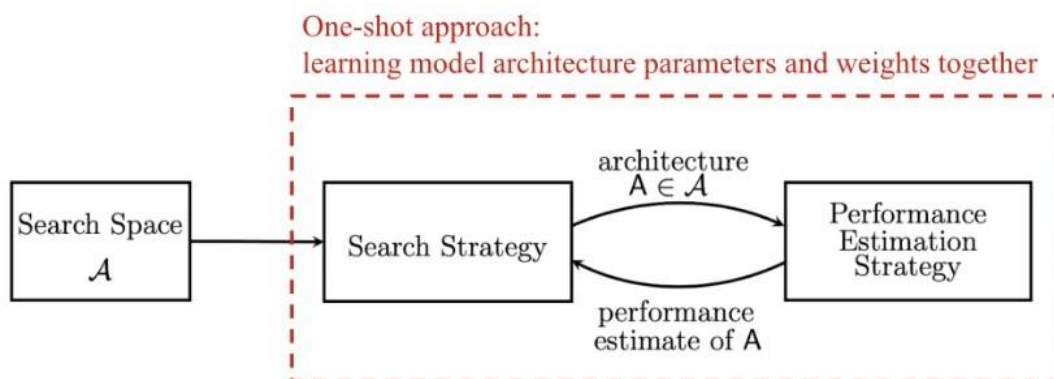 One-shot approach:
learning model architecture parameters and weights together
Search Space
𝒜
Search Strategy
architecture
A ∈ 𝒜
performance
estimate of A
Performance
Estimation
Strategy